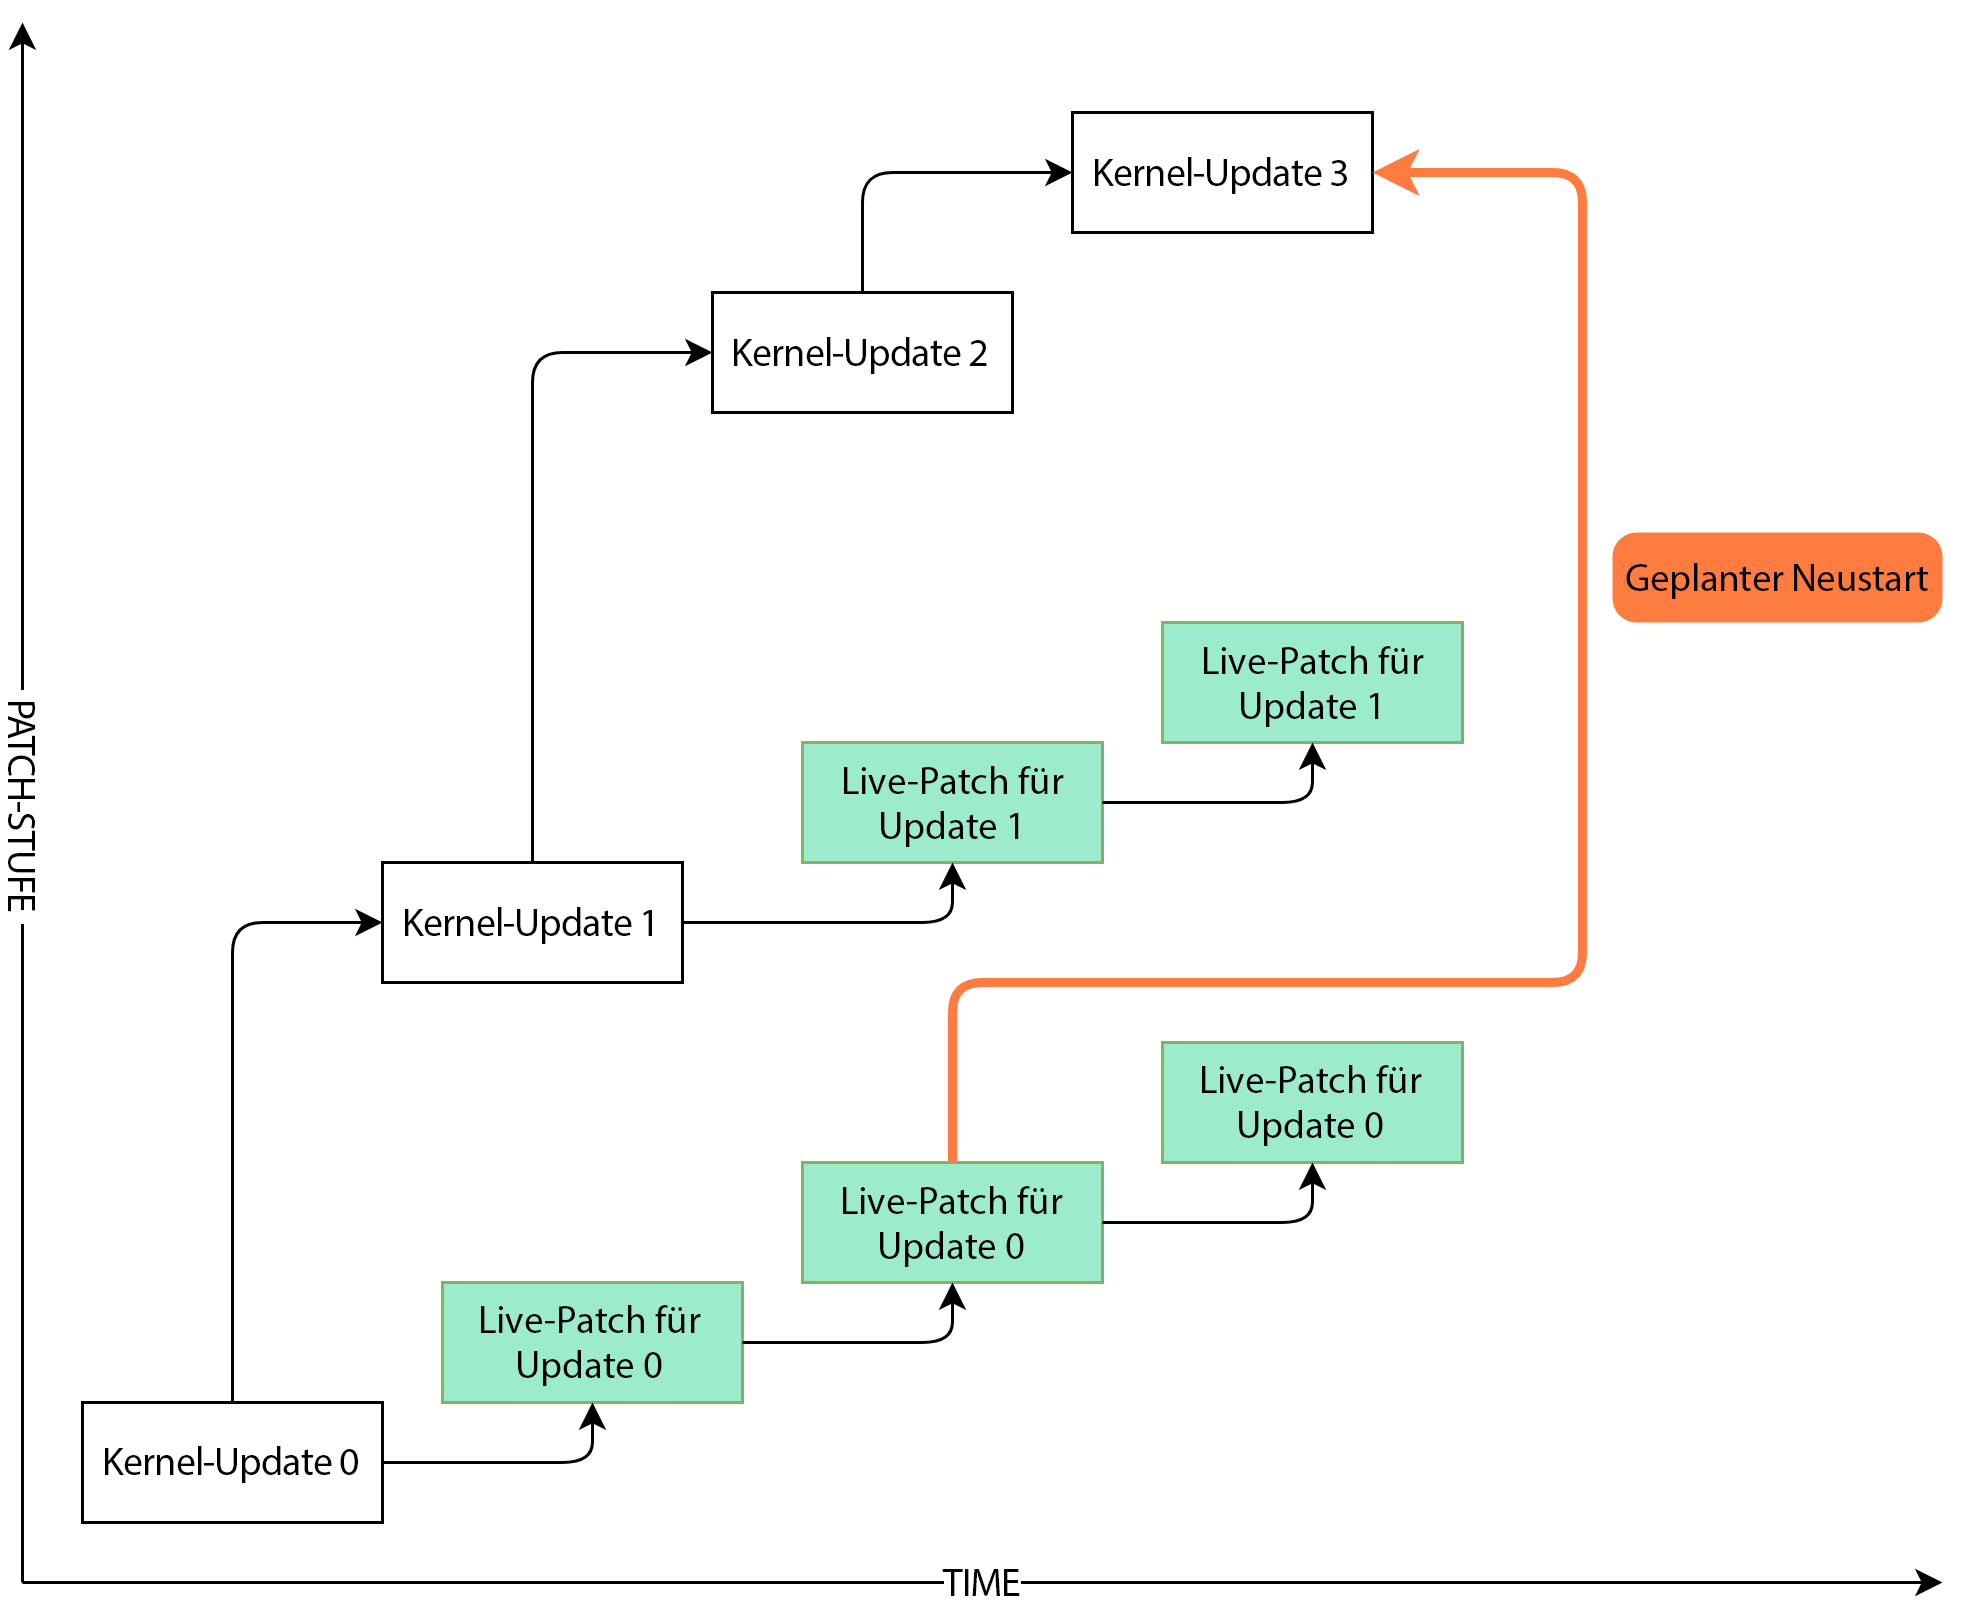 Kernel-Update 3
Kernel-Update 2
Geplanter Neustart
Live-Patch für
Update 1
PATCH-STUFE
Live-Patch für
Update 1
Kernel-Update 1
Live-Patch für
Update 0
Live-Patch für
Update 0
Live-Patch für
Update 0
Kernel-Update 0
TIME